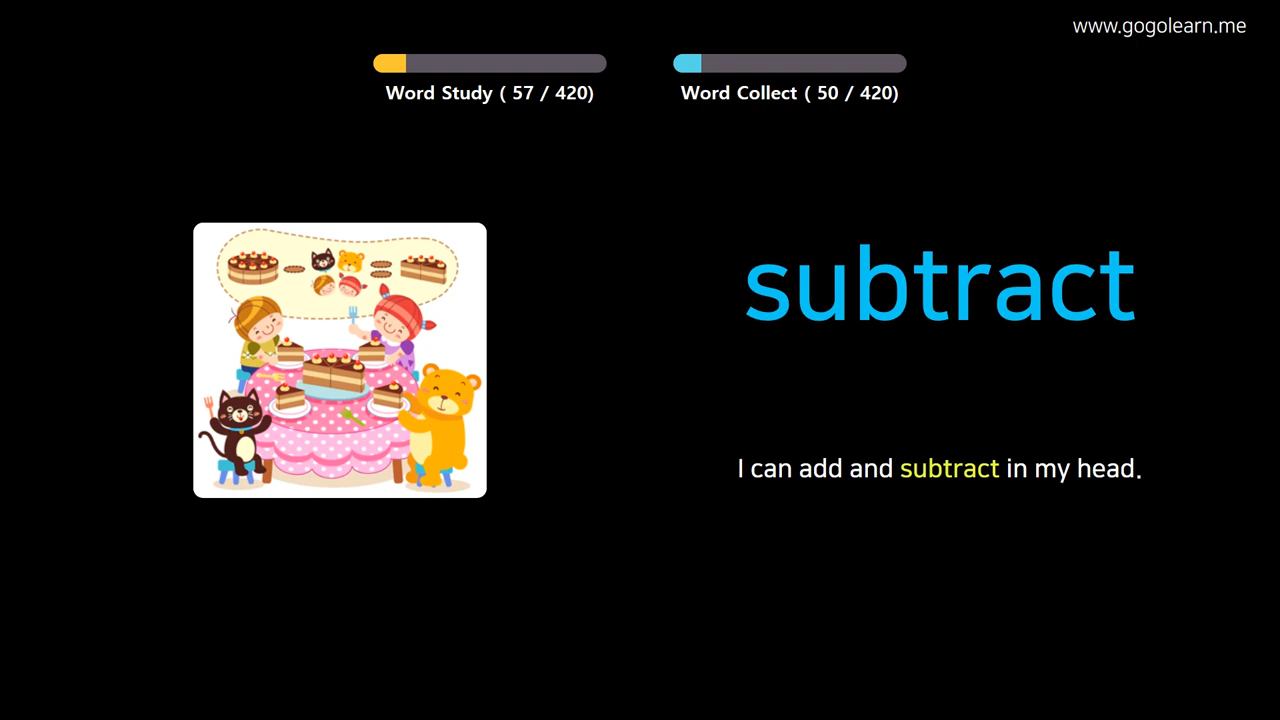 www.gogolearn.me
Word Study ( 57 / 420)
Word Collect ( 50 / 420)
subtract
I can add and subtract in my head.